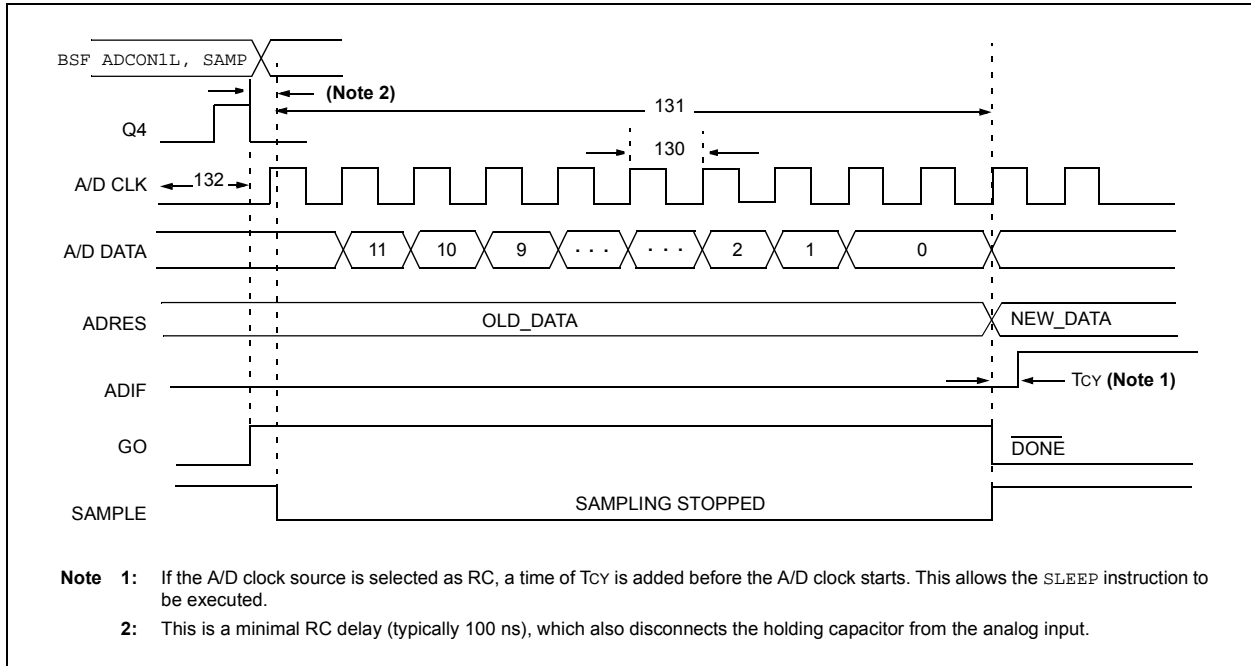 BSF ADCON1L, SAMP
(Note 2)
131
Q4
130
A/D CLK
132
A/D DATA
11 10 9 . . . . . . 2 1 0
ADRES
OLD_DATA
NEW_DATA
ADIF
TCY (Note 1)
GO
DONE
SAMPLE
SAMPLING STOPPED
Note 1: If the A/D clock source is selected as RC, a time of TCY is added before the A/D clock starts. This allows the SLEEP instruction to
be executed.
2: This is a minimal RC delay (typically 100 ns), which also disconnects the holding capacitor from the analog input.